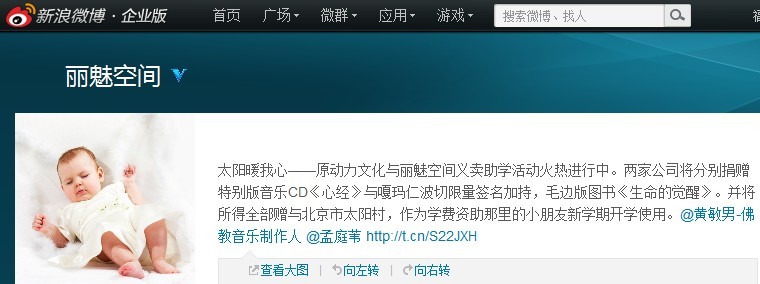 新浪微博·企业版 首页 广场 微群 应用 游戏 搜索微博、找人
丽魅空间
太阳暖我心——原动力文化与丽魅空间义卖助学活动火热进行中。两家公司将分别捐赠
特别版音乐CD《心经》与嘎玛仁波切限量签名加持，毛边版图书《生命的觉醒》。并将
所得全部赠与北京市太阳村，作为学费资助那里的小朋友新学期开学使用。@黄敏男-佛
教音乐制作人 @孟庭苇 http://t.cn/S22JXH
查看大图 | 向左转 | 向右转